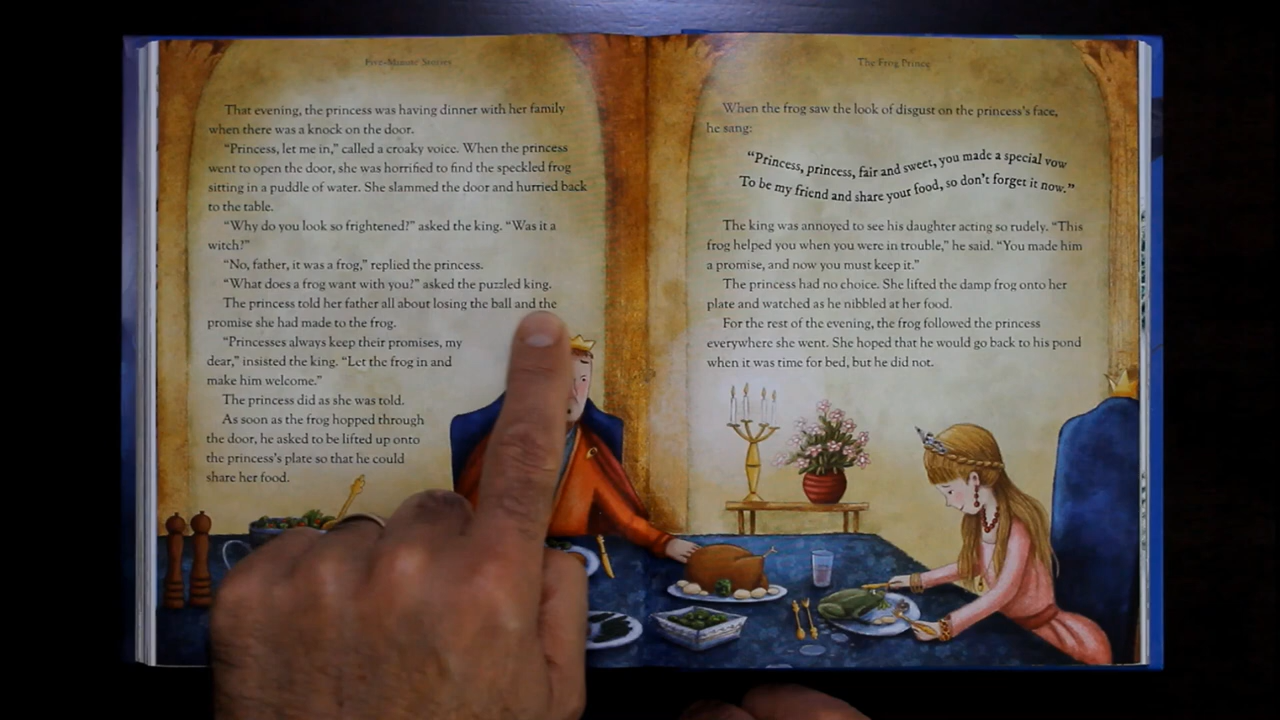 Five-Minute Stories
That evening, the princess was having dinner with her family
when there was a knock on the door.
“Princess, let me in,” called a croaky voice. When the princess
went to open the door, she was horrified to find the speckled frog
sitting in a puddle of water. She slammed the door and hurried back
to the table.
“Why do you look so frightened?” asked the king. “Was it a
witch?”
“No, father, it was a frog,” replied the princess.
“What does a frog want with you?” asked the puzzled king.
The princess told her father all about losing the ball and the
promise she had made to the frog.
“Princesses always keep their promises, my
dear,” insisted the king. “Let the frog in and
make him welcome.”
The princess did as she was told.
As soon as the frog hopped through
the door, he asked to be lifted up onto
the princess’s plate so that he could
share her food.
The Frog Prince
When the frog saw the look of disgust on the princess’s face,
he sang:
“Princess, princess, fair and sweet, you made a special vow
To be my friend and share your food, so don’t forget it now.”
The king was annoyed to see his daughter acting so rudely. “This
frog helped you when you were in trouble,” he said. “You made him
a promise, and now you must keep it.”
The princess had no choice. She lifted the damp frog onto her
plate and watched as he nibbled at her food.
For the rest of the evening, the frog followed the princess
everywhere she went. She hoped that he would go back to his pond
when it was time for bed, but he did not.